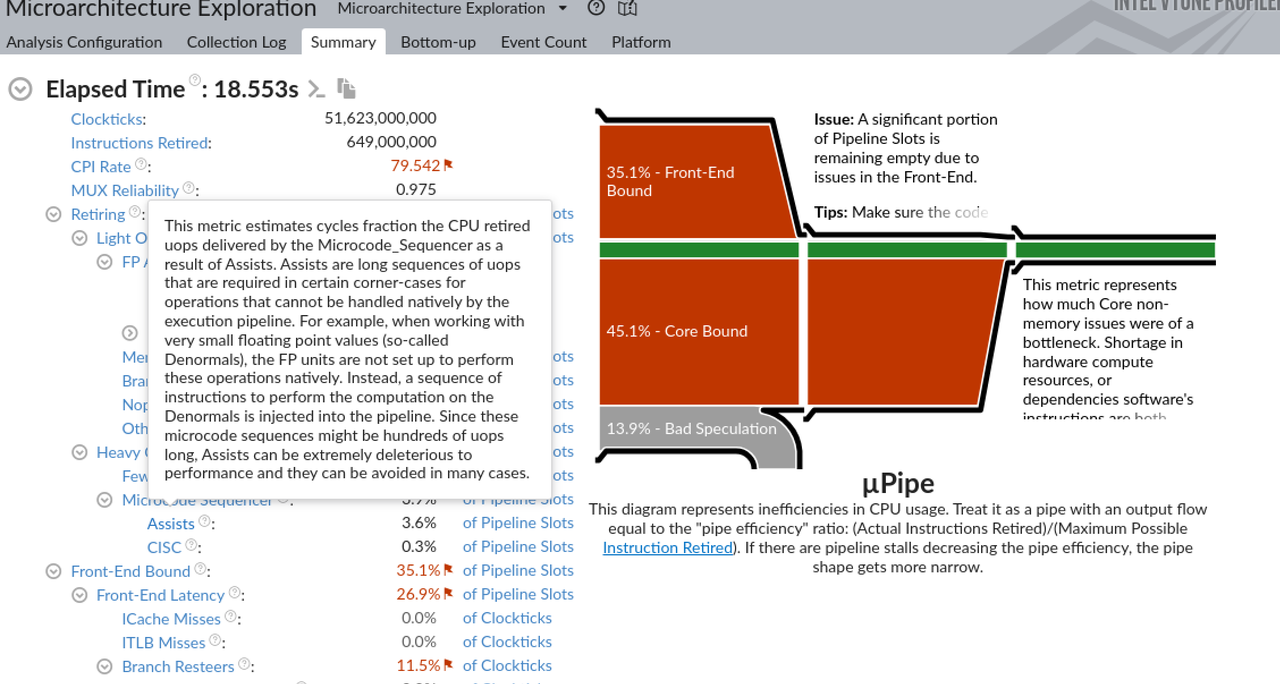 Microarchitecture Exploration Microarchitecture Exploration INTEL VTUNE PROFILER
Analysis Configuration Collection Log Summary Bottom-up Event Count Platform
Elapsed Time ? : 18.553s
Clockticks: 51,623,000,000
Instructions Retired: 649,000,000
CPI Rate ? : 79.542
MUX Reliability ? : 0.975
Retiring ? : ots
Light O ots
FP A
Mer ots
Bra ots
Nop ots
Oth ots
Heavy ots
Few ots
This metric estimates cycles fraction the CPU retired
uops delivered by the Microcode_Sequencer as a
result of Assists. Assists are long sequences of uops
that are required in certain corner-cases for
operations that cannot be handled natively by the
execution pipeline. For example, when working with
very small floating point values (so-called
Denormals), the FP units are not set up to perform
these operations natively. Instead, a sequence of
instructions to perform the computation on the
Denormals is injected into the pipeline. Since these
microcode sequences might be hundreds of uops
long, Assists can be extremely deleterious to
performance and they can be avoided in many cases.
Microcode Sequencer ? : 3.9% of Pipeline Slots
Assists ? : 3.6% of Pipeline Slots
CISC ? : 0.3% of Pipeline Slots
Front-End Bound ? : 35.1% of Pipeline Slots
Front-End Latency ? : 26.9% of Pipeline Slots
ICache Misses ? : 0.0% of Clockticks
ITLB Misses ? : 0.0% of Clockticks
Branch Resteers ? : 11.5% of Clockticks
35.1% - Front-End
Bound
45.1% - Core Bound
13.9% - Bad Speculation
Issue: A significant portion
of Pipeline Slots is
remaining empty due to
issues in the Front-End.
Tips: Make sure the code
This metric represents
how much Core non-
memory issues were of a
bottleneck. Shortage in
hardware compute
resources, or
dependencies software's
instructions are both
µPipe
This diagram represents inefficiencies in CPU usage. Treat it as a pipe with an output flow
equal to the "pipe efficiency" ratio: (Actual Instructions Retired)/(Maximum Possible
Instruction Retired). If there are pipeline stalls decreasing the pipe efficiency, the pipe
shape gets more narrow.